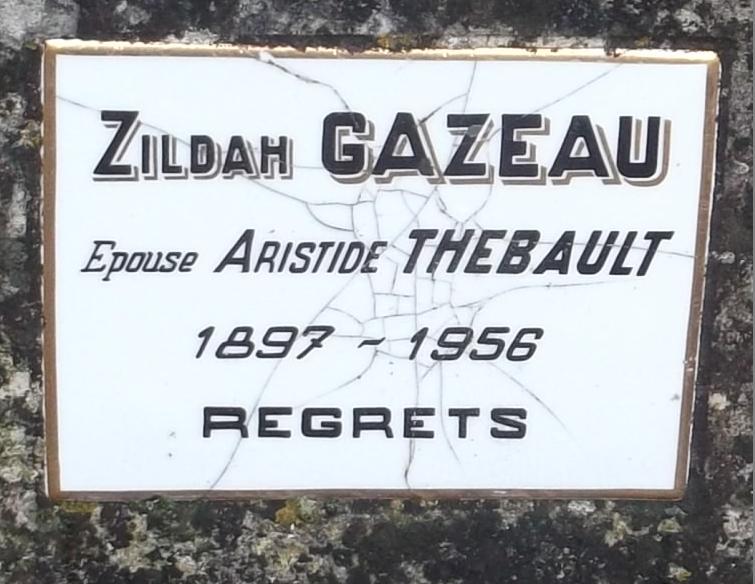 ZILDAH GAZEAU
Epouse ARISTIDE THEBAULT
1897 ~ 1956
REGRETS